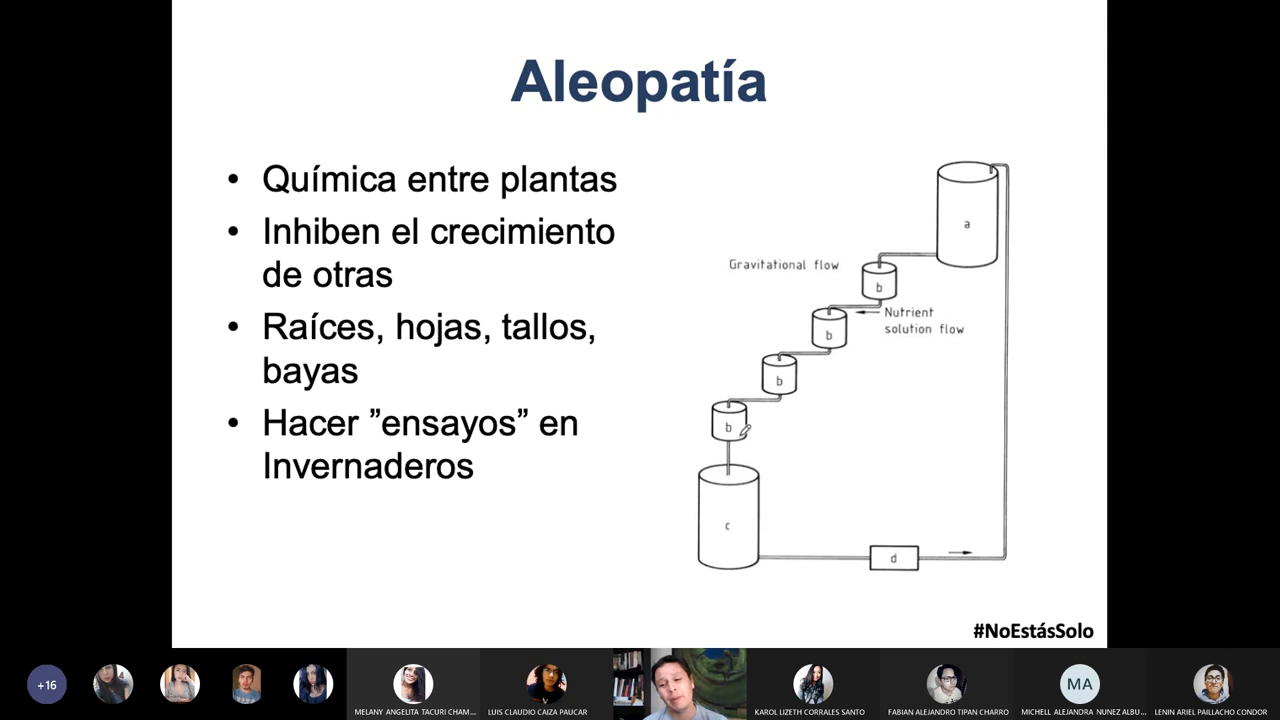 Aleopatía
• Química entre plantas
• Inhiben el crecimiento
de otras
• Raíces, hojas, tallos,
bayas
• Hacer ”ensayos” en
Invernaderos
a
Gravitational flow
b
Nutrient
solution flow
b
b
b
c
d
#NoEstásSolo
+16
MELANY ANGELITA TACURI CHAM...
LUIS CLAUDIO CAIZA PAUCAR
KAROL LIZETH CORRALES SANTO
FABIAN ALEJANDRO TIPAN CHARRO
MA
MICHELL ALEJANDRA NUNEZ ALBU...
LENIN ARIEL PAILLACHO CONDOR